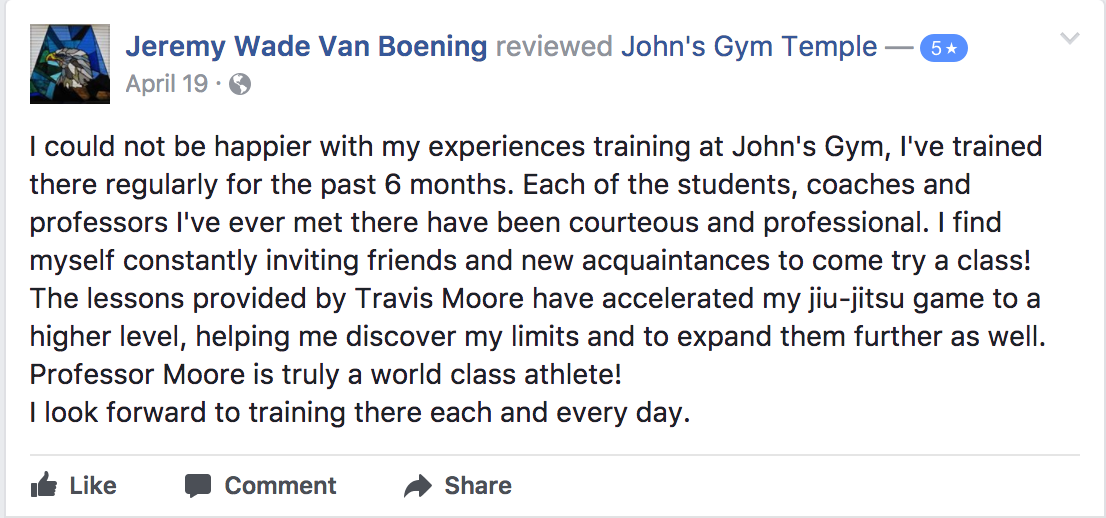 Jeremy Wade Van Boening reviewed John's Gym Temple — 5★
April 19 ·
I could not be happier with my experiences training at John's Gym, I've trained
there regularly for the past 6 months. Each of the students, coaches and
professors I've ever met there have been courteous and professional. I find
myself constantly inviting friends and new acquaintances to come try a class!
The lessons provided by Travis Moore have accelerated my jiu-jitsu game to a
higher level, helping me discover my limits and to expand them further as well.
Professor Moore is truly a world class athlete!
I look forward to training there each and every day.
Like Comment Share